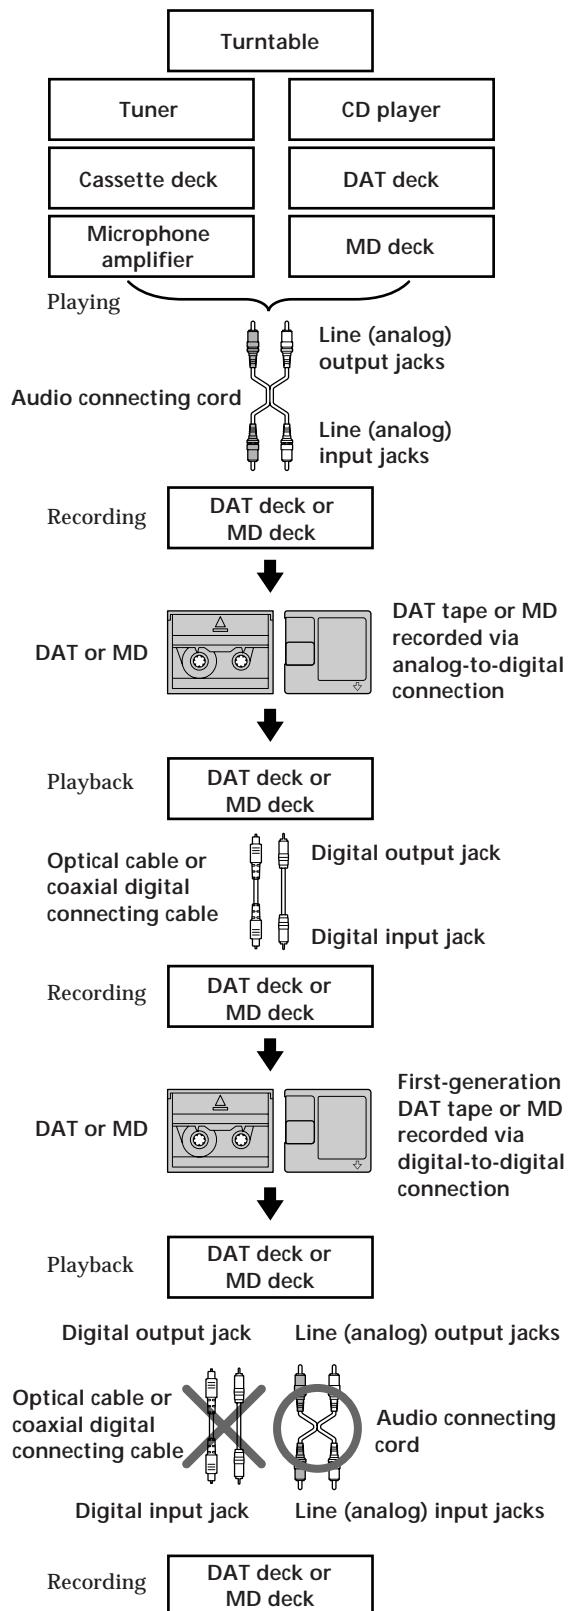 Turntable
Tuner
CD player
Cassette deck
DAT deck
Microphone
amplifier
MD deck
Playing
Line (analog)
output jacks
Audio connecting cord
Line (analog)
input jacks
Recording
DAT deck or
MD deck
DAT or MD
DAT tape or MD
recorded via
analog-to-digital
connection
Playback
DAT deck or
MD deck
Optical cable or
coaxial digital
connecting cable
Digital output jack
Digital input jack
Recording
DAT deck or
MD deck
DAT or MD
First-generation
DAT tape or MD
recorded via
digital-to-digital
connection
Playback
DAT deck or
MD deck
Digital output jack
Line (analog) output jacks
Optical cable or
coaxial digital
connecting cable
Audio connecting
cord
Digital input jack
Line (analog) input jacks
Recording
DAT deck or
MD deck